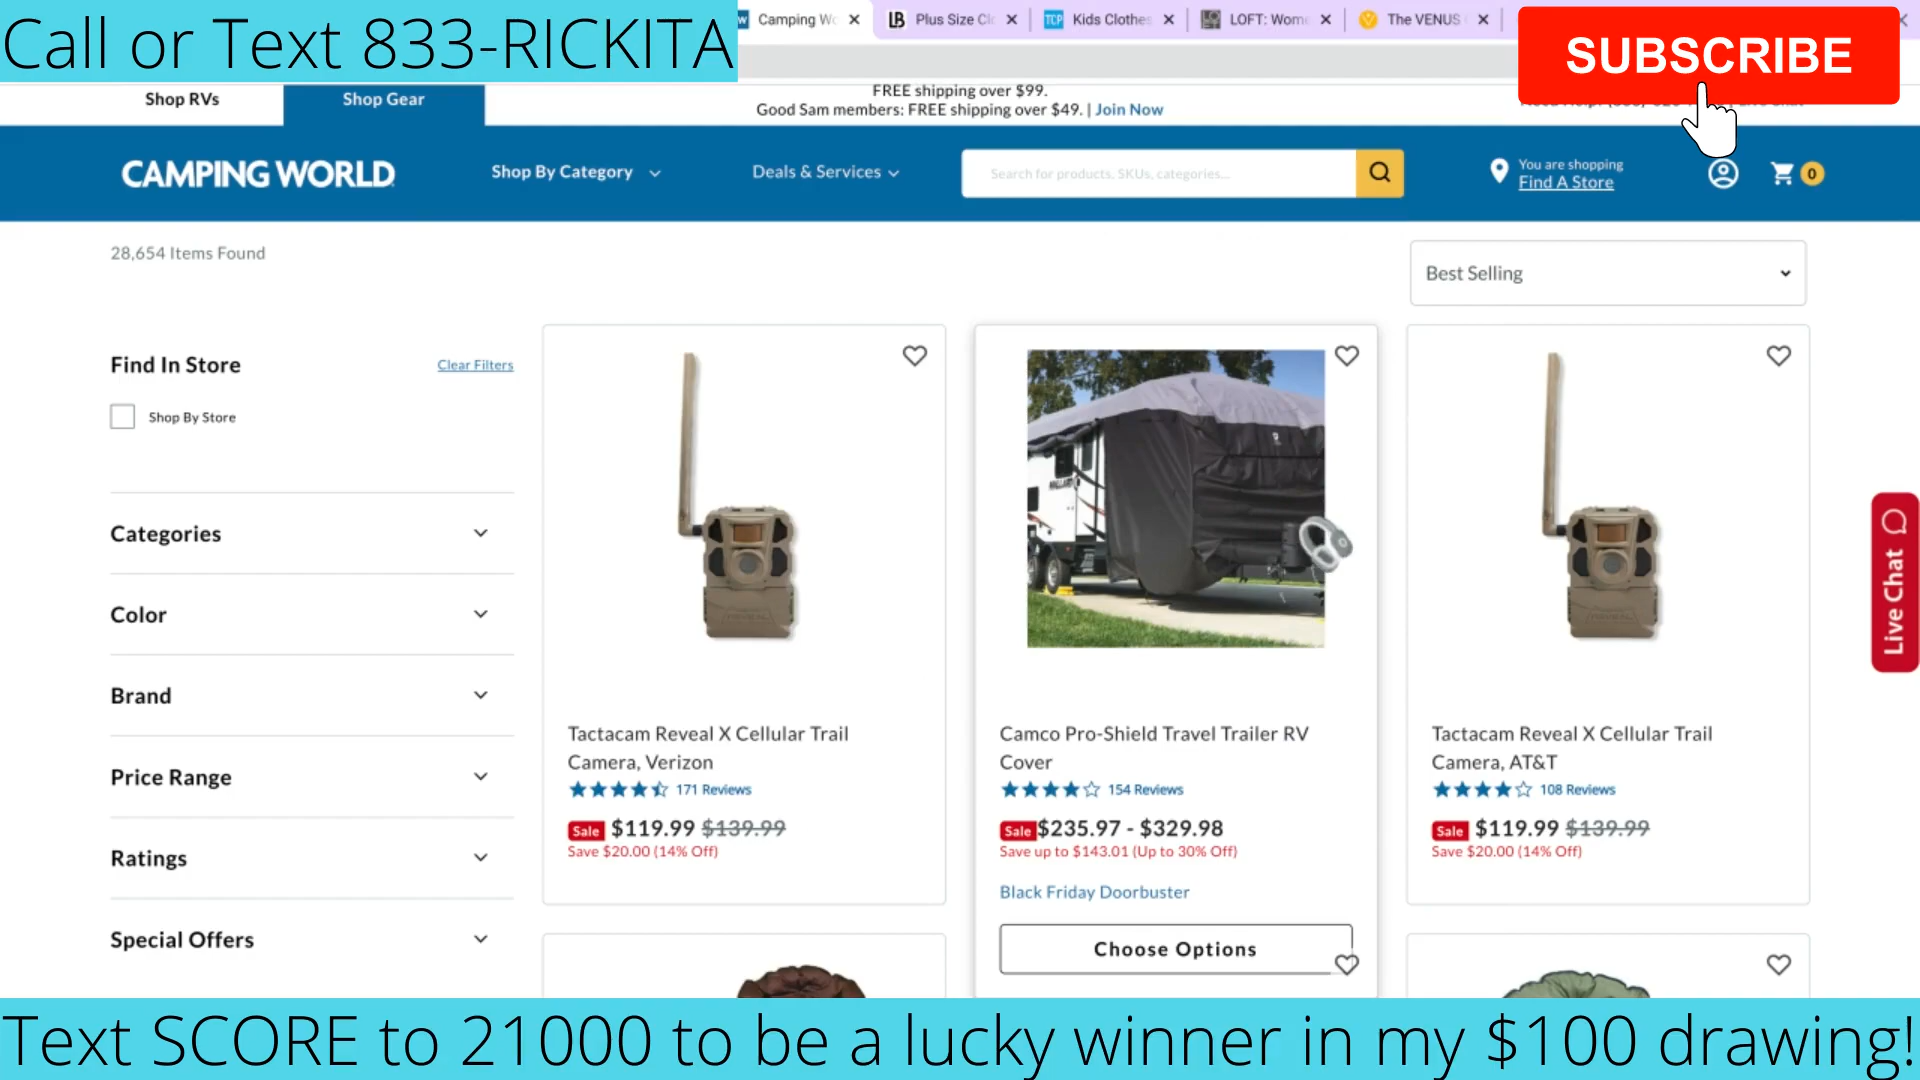 Call or Text 833-RICKITA
Camping Wo
Plus Size Clo
Kids Clothes
LOFT: Wom
The VENUS
SUBSCRIBE
Shop RVs
Shop Gear
FREE shipping over $99.
Good Sam members: FREE shipping over $49. | Join Now
CAMPING WORLD
Shop By Category
Deals & Services
Search for products, SKUs, categories...
You are shopping
Find A Store
0
28,654 Items Found
Best Selling
Find In Store
Clear Filters
Shop By Store
Categories
Color
Brand
Price Range
Ratings
Special Offers
Tactacam Reveal X Cellular Trail
Camera, Verizon
171 Reviews
Sale $119.99 $139.99
Save $20.00 (14% Off)
Camco Pro-Shield Travel Trailer RV
Cover
154 Reviews
Sale $235.97 - $329.98
Save up to $143.01 (Up to 30% Off)
Black Friday Doorbuster
Choose Options
Tactacam Reveal X Cellular Trail
Camera, AT&T
108 Reviews
Sale $119.99 $139.99
Save $20.00 (14% Off)
Live Chat
Text SCORE to 21000 to be a lucky winner in my $100 drawing!